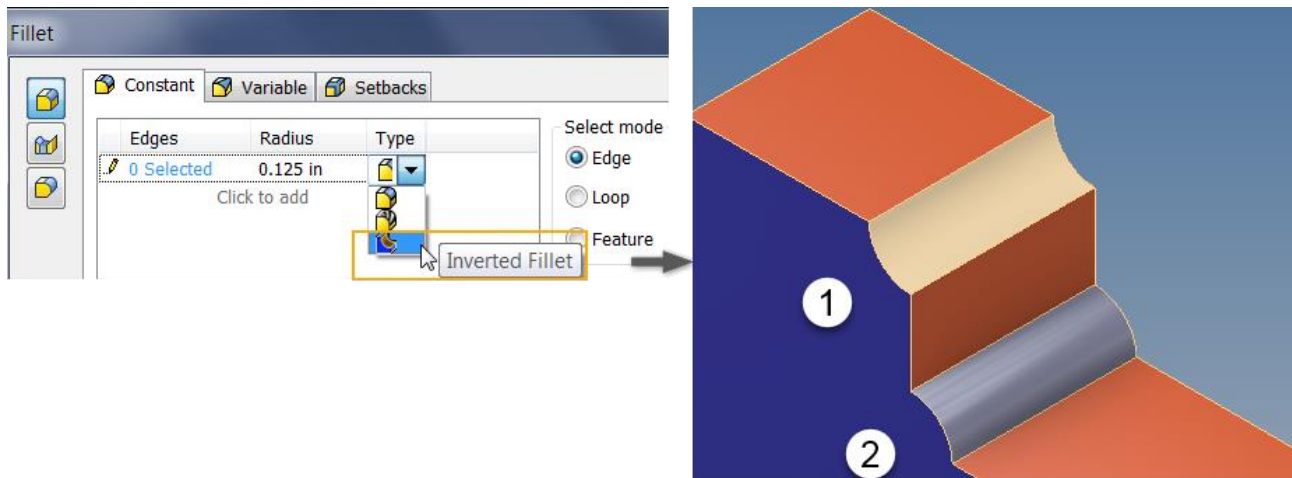 Fillet
Constant Variable Setbacks
Edges Radius Type
0 Selected 0.125 in
Click to add
Select mode
Edge
Loop
Feature
Inverted Fillet
1
2